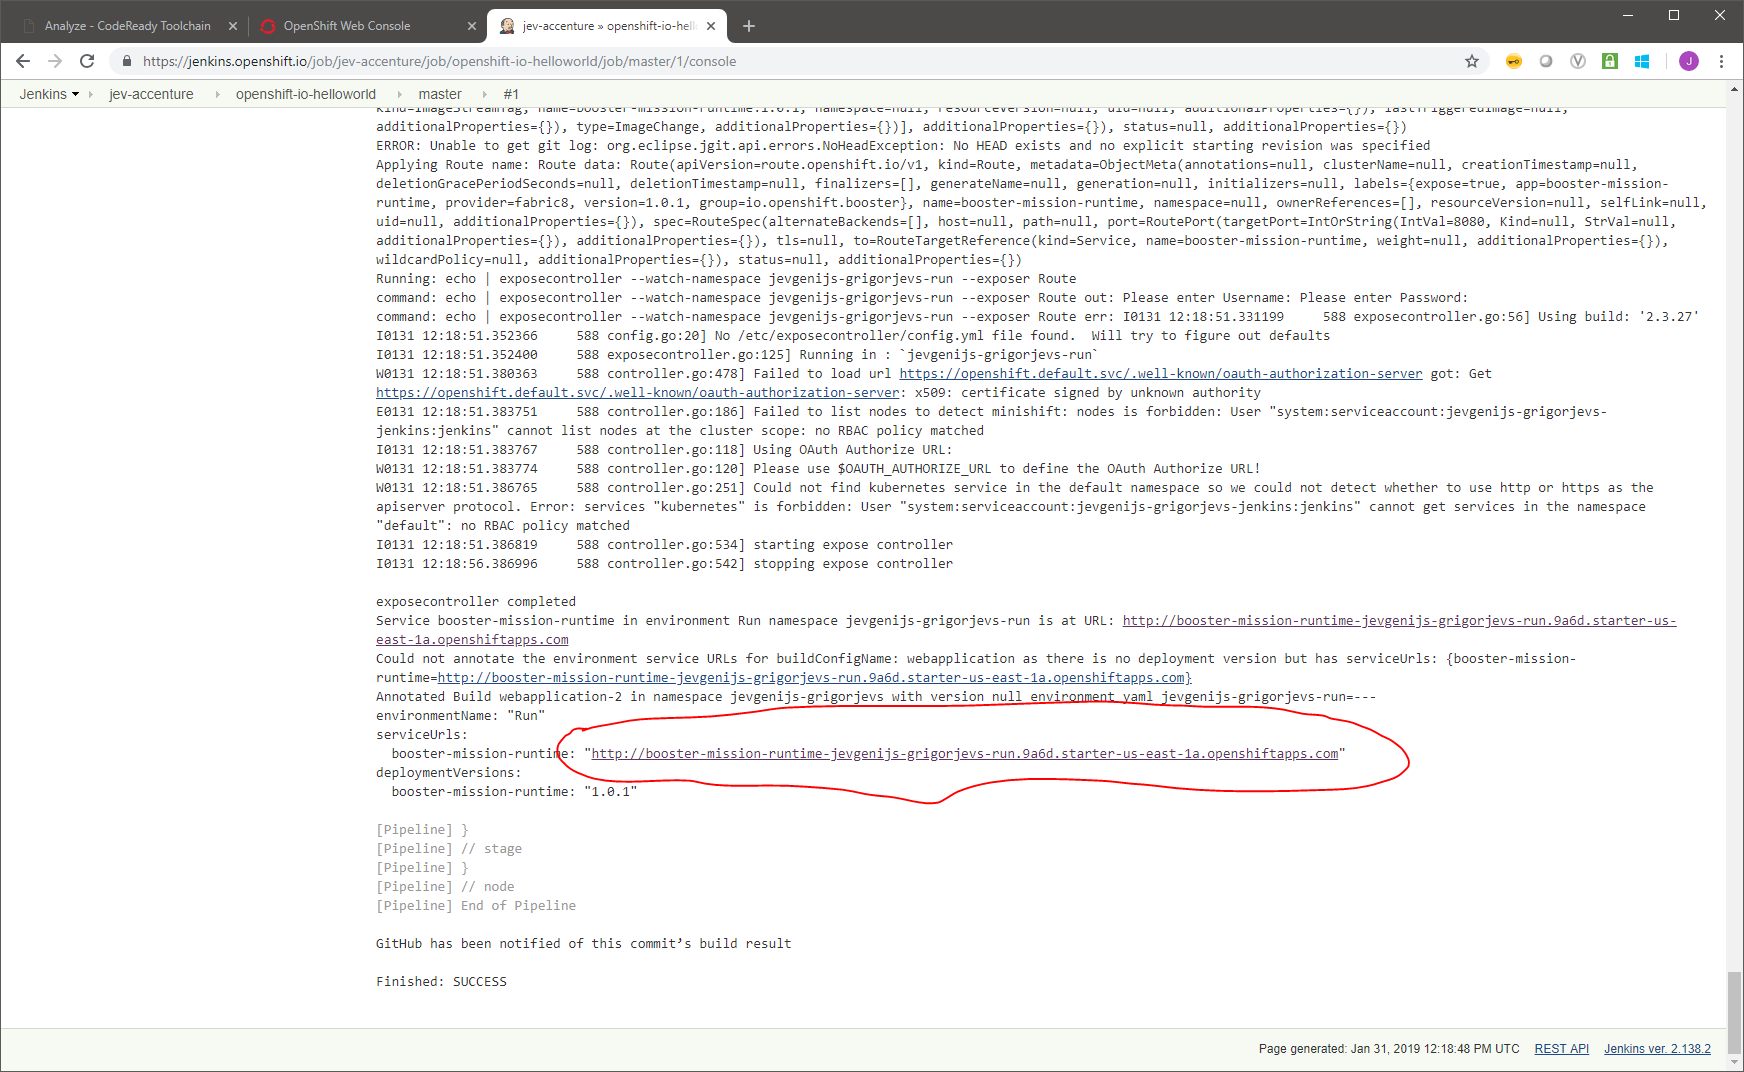 Analyze - CodeReady Toolchain
OpenShift Web Console
jev-accenture » openshift-io-hell
https://jenkins.openshift.io/job/jev-accenture/job/openshift-io-helloworld/job/master/1/console
J
Jenkins
jev-accenture
openshift-io-helloworld
master
#1
kind=ImageStreamTag, name=booster-mission-runtime:1.0.1, namespace=null, resourceVersion=null, uid=null, additionalProperties={}), lastTriggeredImage=null,
additionalProperties={}), type=ImageChange, additionalProperties={})], additionalProperties={}), status=null, additionalProperties={})
ERROR: Unable to get git log: org.eclipse.jgit.api.errors.NoHeadException: No HEAD exists and no explicit starting revision was specified
Applying Route name: Route data: Route(apiVersion=route.openshift.io/v1, kind=Route, metadata=ObjectMeta(annotations=null, clusterName=null, creationTimestamp=null,
deletionGracePeriodSeconds=null, deletionTimestamp=null, finalizers=[], generateName=null, generation=null, initializers=null, labels={expose=true, app=booster-mission-
runtime, provider=fabric8, version=1.0.1, group=io.openshift.booster}, name=booster-mission-runtime, namespace=null, ownerReferences=[], resourceVersion=null, selfLink=null,
uid=null, additionalProperties={}), spec=RouteSpec(alternateBackends=[], host=null, path=null, port=RoutePort(targetPort=IntOrString(IntVal=8080, Kind=null, StrVal=null,
additionalProperties={}), additionalProperties={}), tls=null, to=RouteTargetReference(kind=Service, name=booster-mission-runtime, weight=null, additionalProperties={}),
wildcardPolicy=null, additionalProperties={}), status=null, additionalProperties={})
Running: echo | exposecontroller --watch-namespace jevgenijs-grigorjevs-run --exposer Route
command: echo | exposecontroller --watch-namespace jevgenijs-grigorjevs-run --exposer Route out: Please enter Username: Please enter Password:
command: echo | exposecontroller --watch-namespace jevgenijs-grigorjevs-run --exposer Route err: I0131 12:18:51.331199     588 exposecontroller.go:56] Using build: '2.3.27'
I0131 12:18:51.352366     588 config.go:20] No /etc/exposecontroller/config.yml file found.  Will try to figure out defaults
I0131 12:18:51.352400     588 exposecontroller.go:125] Running in : `jevgenijs-grigorjevs-run`
W0131 12:18:51.380363     588 controller.go:478] Failed to load url https://openshift.default.svc/.well-known/oauth-authorization-server got: Get
https://openshift.default.svc/.well-known/oauth-authorization-server: x509: certificate signed by unknown authority
E0131 12:18:51.383751     588 controller.go:186] Failed to list nodes to detect minishift: nodes is forbidden: User "system:serviceaccount:jevgenijs-grigorjevs-
jenkins:jenkins" cannot list nodes at the cluster scope: no RBAC policy matched
I0131 12:18:51.383767     588 controller.go:118] Using OAuth Authorize URL:
W0131 12:18:51.383774     588 controller.go:120] Please use $OAUTH_AUTHORIZE_URL to define the OAuth Authorize URL!
W0131 12:18:51.386765     588 controller.go:251] Could not find kubernetes service in the default namespace so we could not detect whether to use http or https as the
apiserver protocol. Error: services "kubernetes" is forbidden: User "system:serviceaccount:jevgenijs-grigorjevs-jenkins:jenkins" cannot get services in the namespace
"default": no RBAC policy matched
I0131 12:18:51.386819     588 controller.go:534] starting expose controller
I0131 12:18:56.386996     588 controller.go:542] stopping expose controller
exposecontroller completed
Service booster-mission-runtime in environment Run namespace jevgenijs-grigorjevs-run is at URL: http://booster-mission-runtime-jevgenijs-grigorjevs-run.9a6d.starter-us-
east-1a.openshiftapps.com
Could not annotate the environment service URLs for buildConfigName: webapplication as there is no deployment version but has serviceUrls: {booster-mission-
runtime=http://booster-mission-runtime-jevgenijs-grigorjevs-run.9a6d.starter-us-east-1a.openshiftapps.com}
Annotated Build webapplication-2 in namespace jevgenijs-grigorjevs with version null environment yaml jevgenijs-grigorjevs-run=---
environmentName: "Run"
serviceUrls:
  booster-mission-runtime: "http://booster-mission-runtime-jevgenijs-grigorjevs-run.9a6d.starter-us-east-1a.openshiftapps.com"
deploymentVersions:
  booster-mission-runtime: "1.0.1"
[Pipeline] }
[Pipeline] // stage
[Pipeline] }
[Pipeline] // node
[Pipeline] End of Pipeline
GitHub has been notified of this commit’s build result
Finished: SUCCESS
Page generated: Jan 31, 2019 12:18:48 PM UTC REST API Jenkins ver. 2.138.2